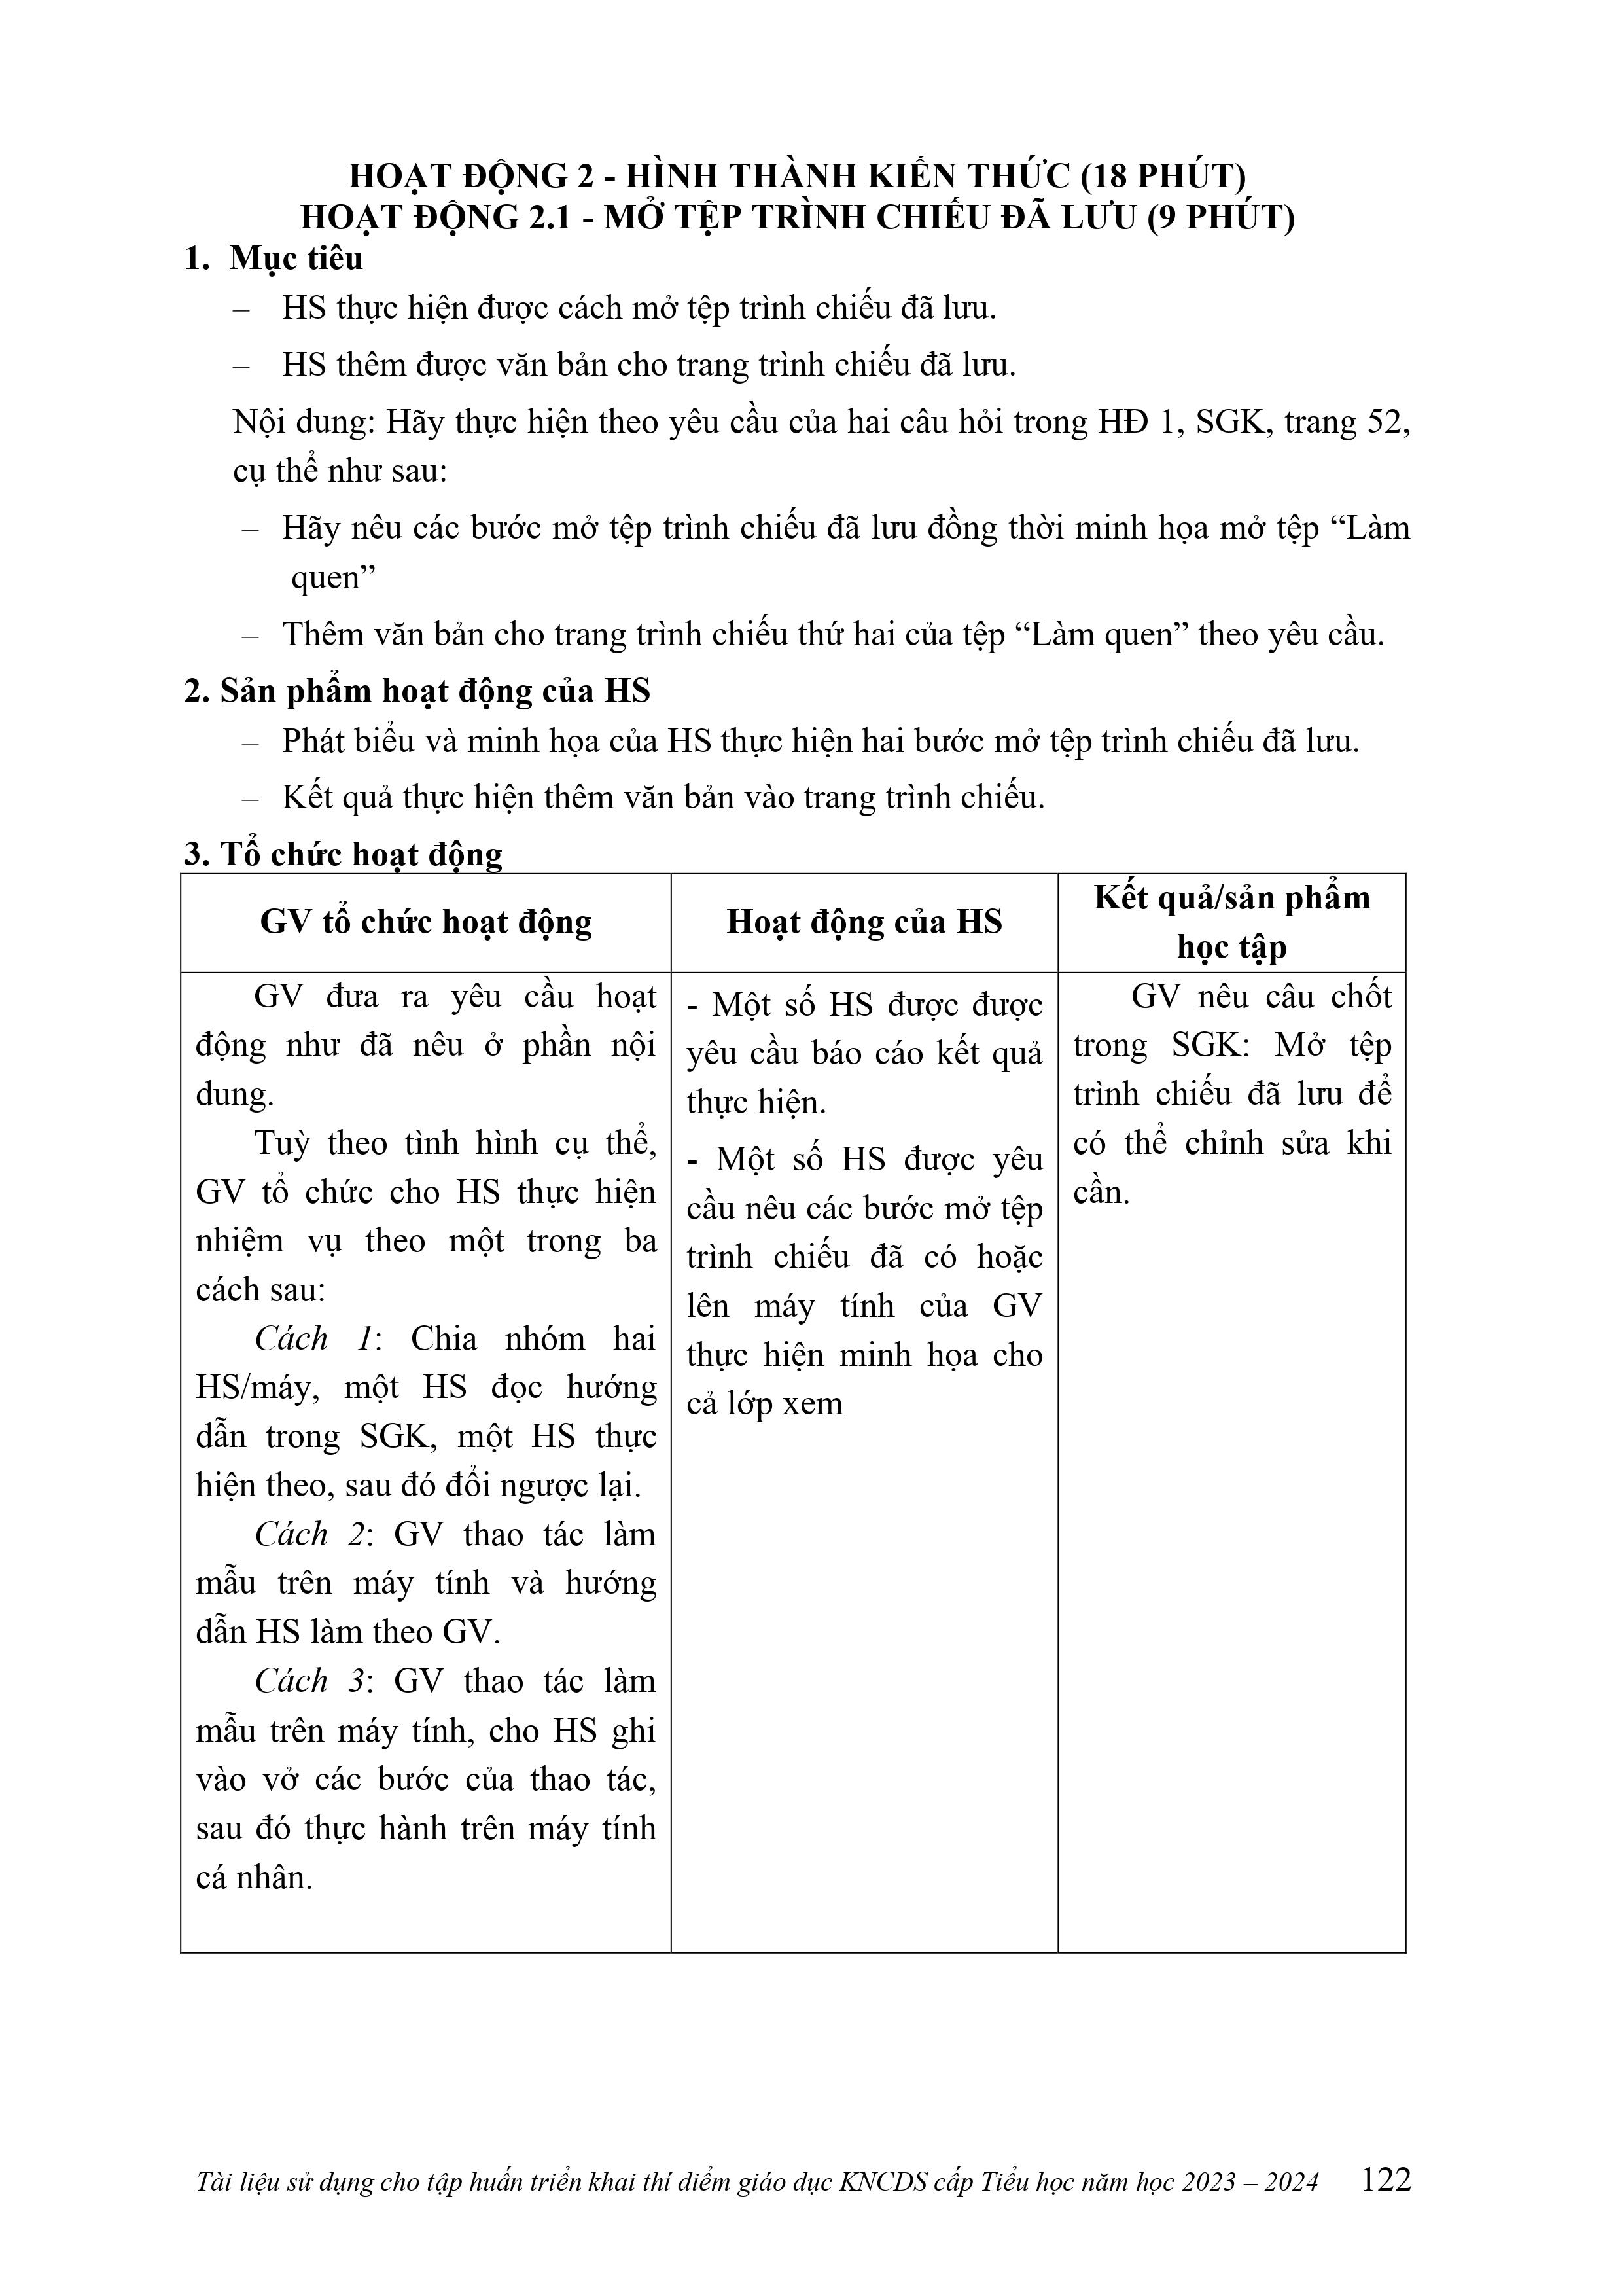 HOẠT ĐỘNG 2 - HÌNH THÀNH KIẾN THỨC (18 PHÚT)
HOẠT ĐỘNG 2.1 - MỞ TỆP TRÌNH CHIẾU ĐÃ LƯU (9 PHÚT)
1. Mục tiêu
– HS thực hiện được cách mở tệp trình chiếu đã lưu.
– HS thêm được văn bản cho trang trình chiếu đã lưu.
Nội dung: Hãy thực hiện theo yêu cầu của hai câu hỏi trong HĐ 1, SGK, trang 52,
cụ thể như sau:
– Hãy nêu các bước mở tệp trình chiếu đã lưu đồng thời minh họa mở tệp “Làm
quen”
– Thêm văn bản cho trang trình chiếu thứ hai của tệp “Làm quen” theo yêu cầu.
2. Sản phẩm hoạt động của HS
– Phát biểu và minh họa của HS thực hiện hai bước mở tệp trình chiếu đã lưu.
– Kết quả thực hiện thêm văn bản vào trang trình chiếu.
3. Tổ chức hoạt động
GV tổ chức hoạt động
Hoạt động của HS
Kết quả/sản phẩm
học tập
GV đưa ra yêu cầu hoạt
động như đã nêu ở phần nội
dung.
Tuỳ theo tình hình cụ thể,
GV tổ chức cho HS thực hiện
nhiệm vụ theo một trong ba
cách sau:
Cách 1: Chia nhóm hai
HS/máy, một HS đọc hướng
dẫn trong SGK, một HS thực
hiện theo, sau đó đổi ngược lại.
Cách 2: GV thao tác làm
mẫu trên máy tính và hướng
dẫn HS làm theo GV.
Cách 3: GV thao tác làm
mẫu trên máy tính, cho HS ghi
vào vở các bước của thao tác,
sau đó thực hành trên máy tính
cá nhân.
- Một số HS được được
yêu cầu báo cáo kết quả
thực hiện.
- Một số HS được yêu
cầu nêu các bước mở tệp
trình chiếu đã có hoặc
lên máy tính của GV
thực hiện minh họa cho
cả lớp xem
GV nêu câu chốt
trong SGK: Mở tệp
trình chiếu đã lưu để
có thể chỉnh sửa khi
cần.
Tài liệu sử dụng cho tập huấn triển khai thí điểm giáo dục KNCDS cấp Tiểu học năm học 2023 – 2024 122